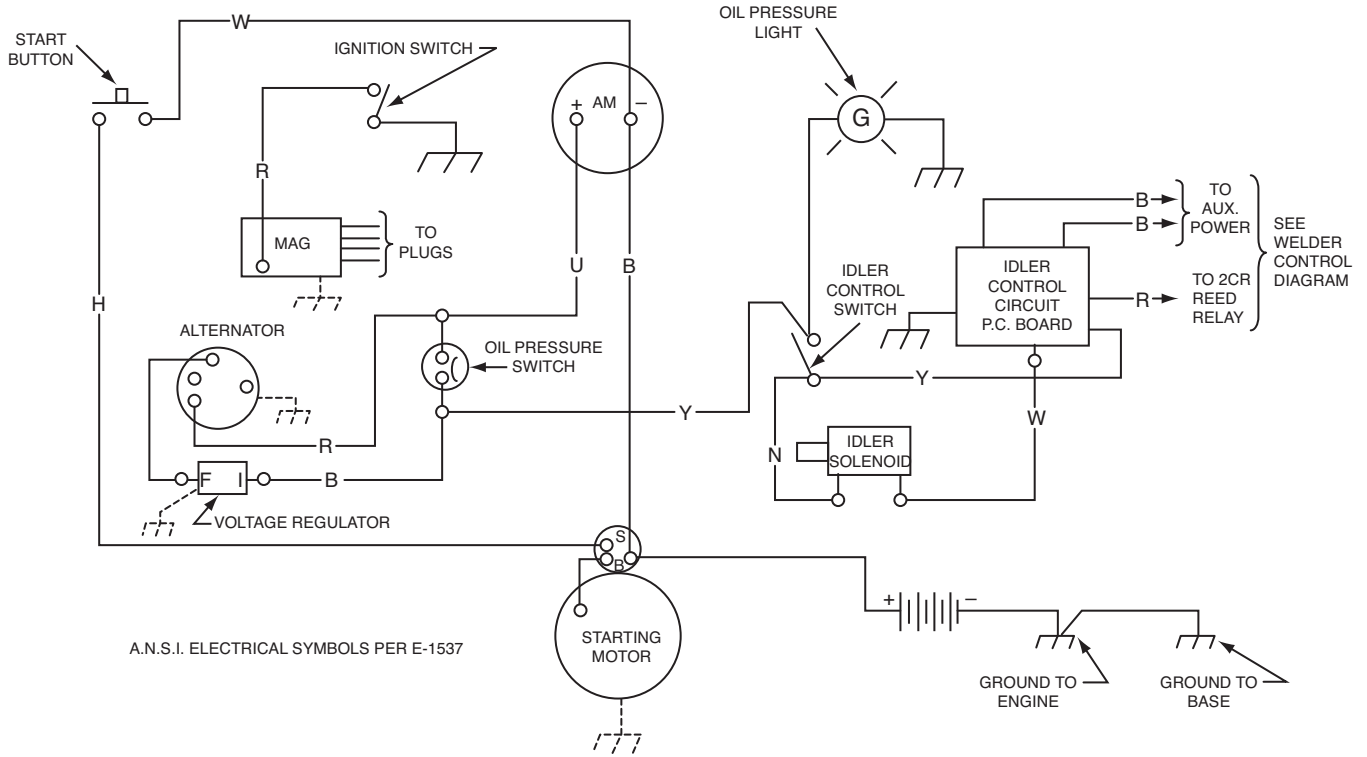 W
OIL PRESSURE
LIGHT
START
BUTTON
IGNITION SWITCH
+ AM –
G
R
MAG
TO
PLUGS
B
B
TO
AUX.
POWER
SEE
WELDER
CONTROL
DIAGRAM
H
U
B
IDLER
CONTROL
SWITCH
IDLER
CONTROL
CIRCUIT
P.C. BOARD
R
TO 2CR
REED
RELAY
ALTERNATOR
OIL PRESSURE
SWITCH
Y
Y
R
W
N
IDLER
SOLENOID
F I
B
VOLTAGE REGULATOR
S
B
STARTING
MOTOR
+ –
A.N.S.I. ELECTRICAL SYMBOLS PER E-1537
GROUND TO
ENGINE
GROUND TO
BASE